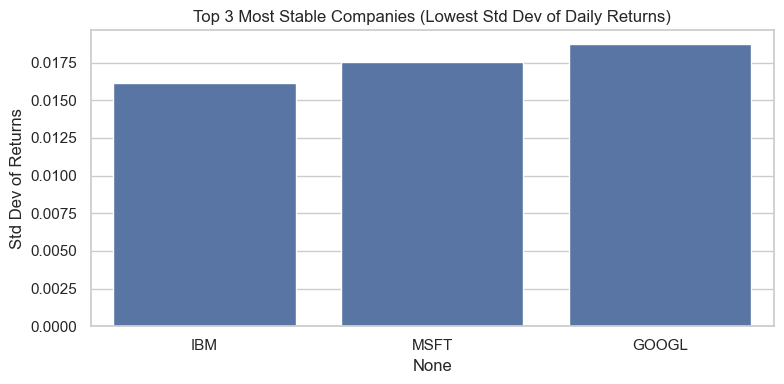 Top 3 Most Stable Companies (Lowest Std Dev of Daily Returns)
Std Dev of Returns
0.0175
0.0150
0.0125
0.0100
0.0075
0.0050
0.0025
0.0000
IBM MSFT GOOGL
None